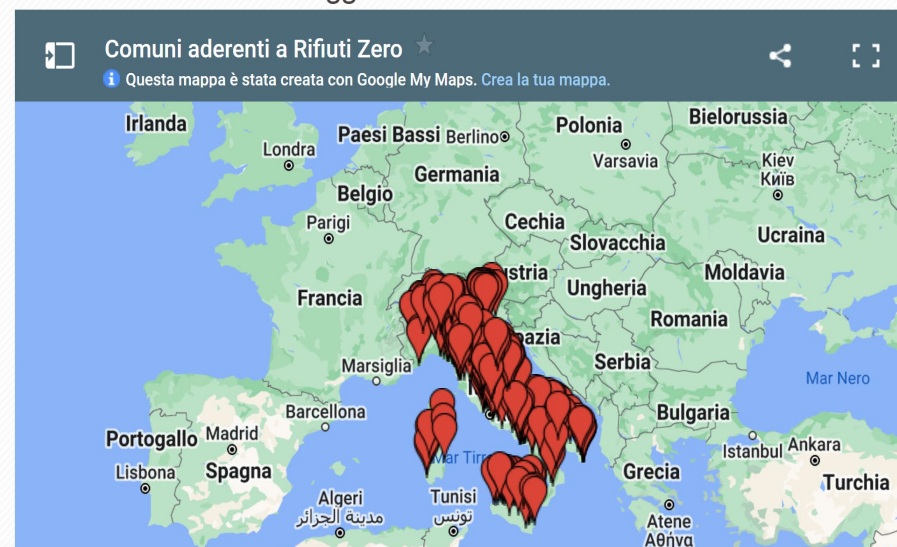 Comuni aderenti a Rifiuti Zero
Questa mappa è stata creata con Google My Maps. Crea la tua mappa.
Irlanda
Londra
Paesi Bassi
Berlino
Polonia
Varsavia
Bielorussia
Belgio
Germania
Kiev
Київ
Parigi
Cechia
Slovacchia
Ucraina
Francia
Ungheria
Moldavia
Romania
Marsiglia
Serbia
Mar Nero
Barcellona
Bulgaria
Portogallo
Madrid
Istanbul
Ankara
Lisbona
Spagna
Grecia
Turchia
Algeri
مدينة الجزائر
Tunisi
تونس
Atene
Αθήνα